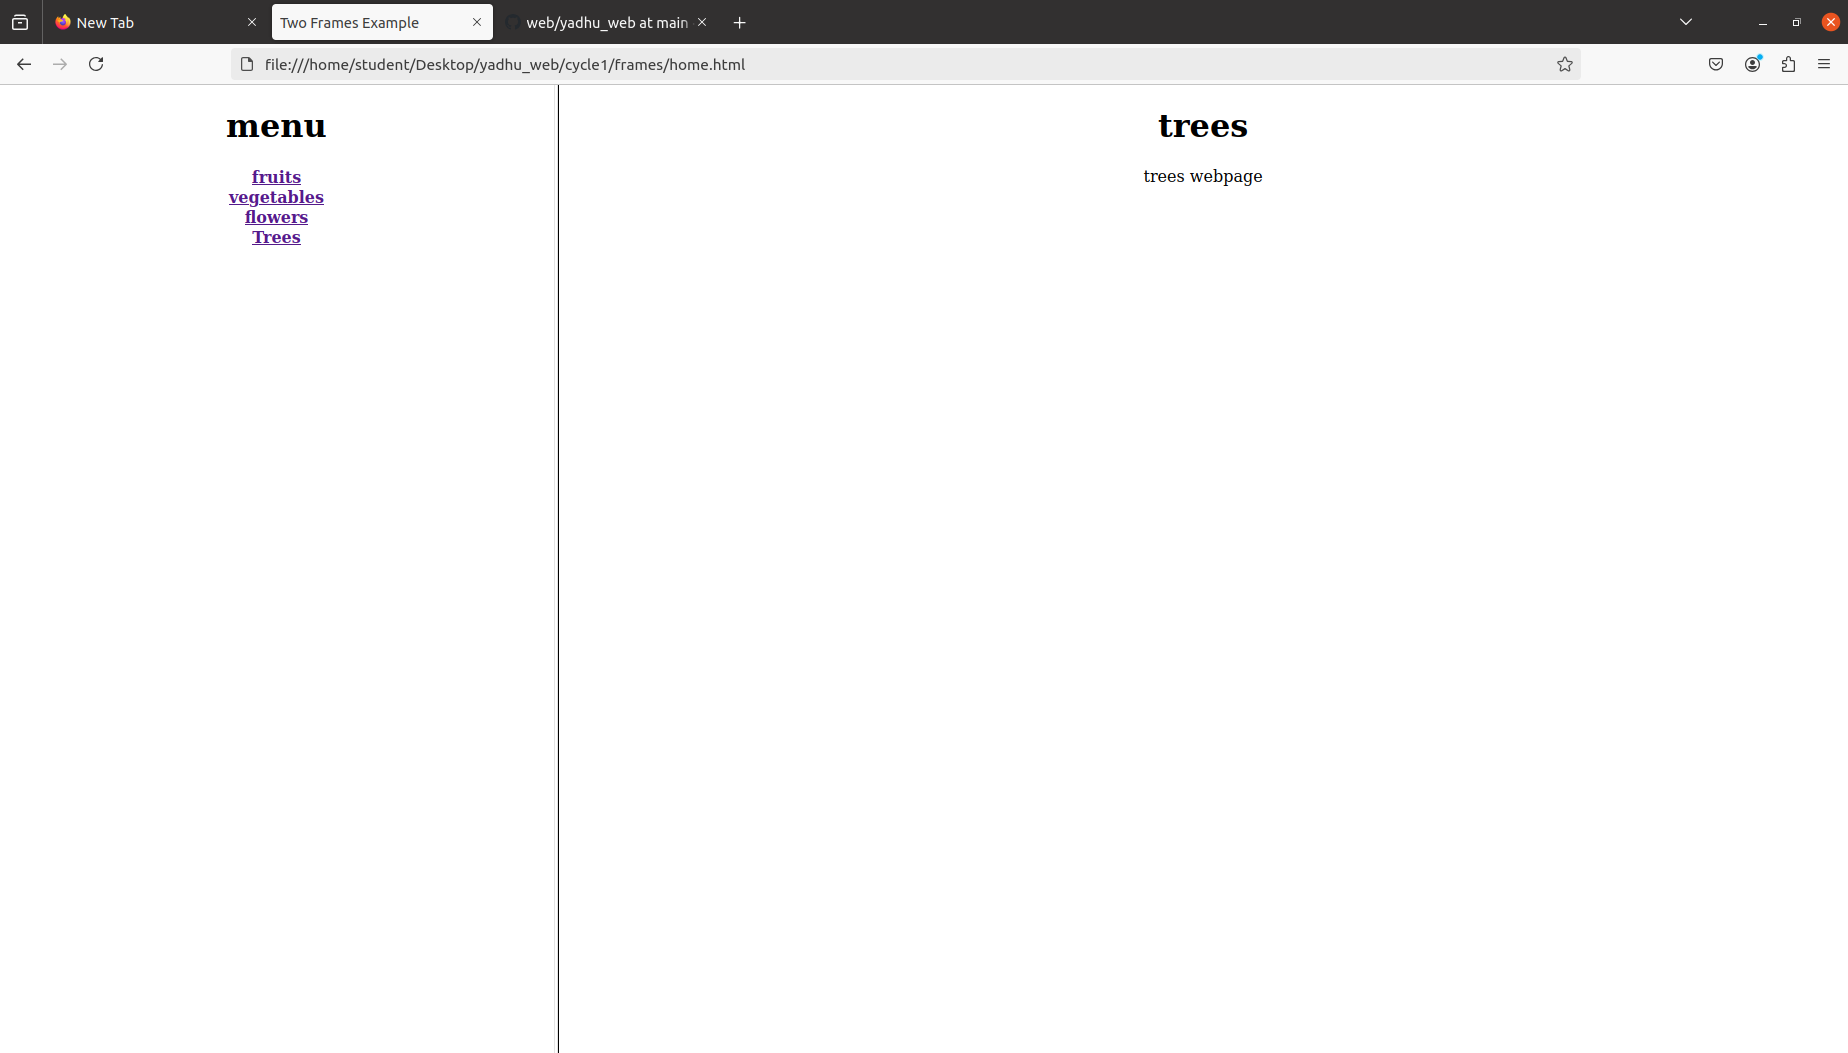 New Tab
Two Frames Example
web/yadhu_web at main
file:///home/student/Desktop/yadhu_web/cycle1/frames/home.html
menu
fruits
vegetables
flowers
Trees
trees
trees webpage